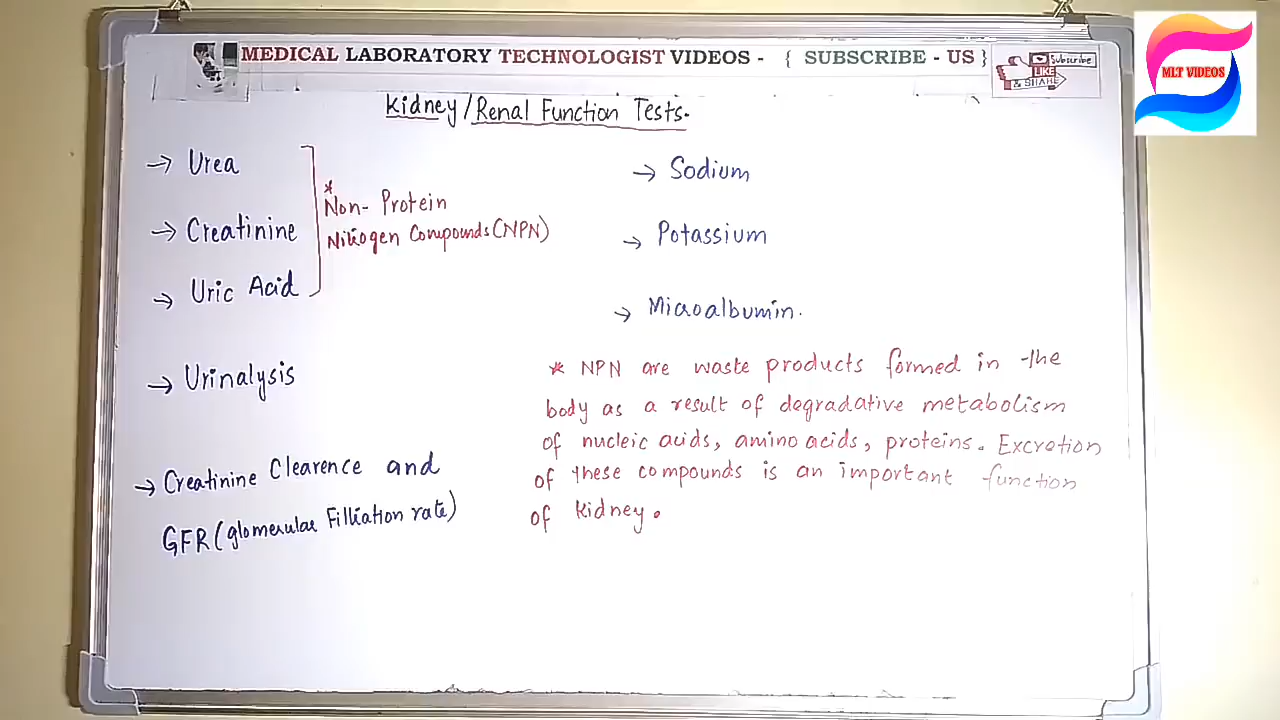 MEDICAL LABORATORY TECHNOLOGIST VIDEOS - { SUBSCRIBE - US }
Subscribe
LIKE
& SHARE
MLT VIDEOS
Kidney/Renal Function Tests.
→ Urea
→ Creatinine
→ Uric Acid
*
Non- Protein
Nitrogen Compounds (NPN)
→ Urinalysis
→ Creatinine Clearence and
GFR (glomerular Filtration rate)
→ Sodium
→ Potassium
→ Microalbumin.
* NPN are waste products formed in the
body as a result of degradative metabolism
of nucleic acids, amino acids, proteins. Excretion
of these compounds is an important function
of kidney.